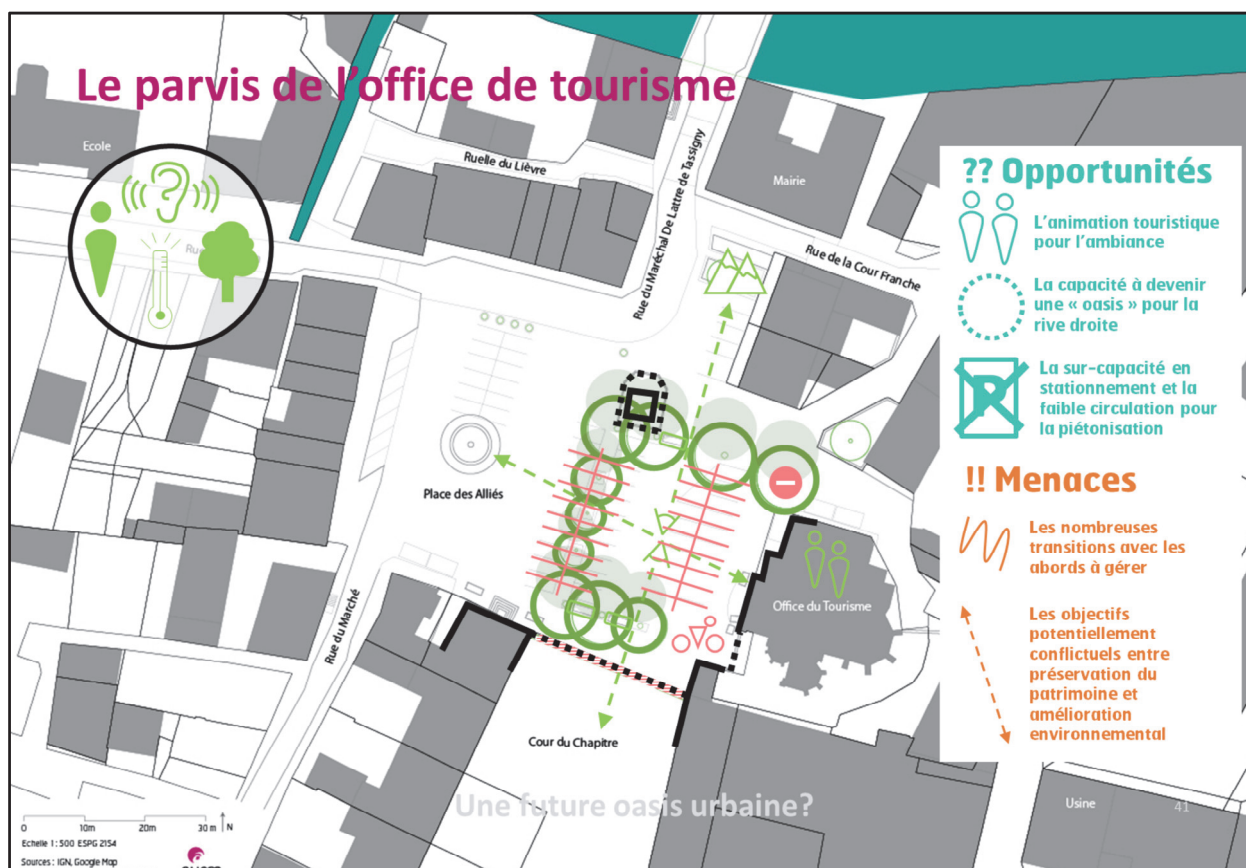 Le parvis de l'office de tourisme
Ecole
Ruelle du Lièvre
Rue du Maréchal De Lattre de Tassigny
Mairie
Rue de la Cour Franche
Place des Alliés
Rue du Marché
Office du Tourisme
Cour du Chapitre
Usine
Une future oasis urbaine?
41
?? Opportunités
L'animation touristique
pour l'ambiance
La capacité à devenir
une « oasis » pour la
rive droite
P
La sur-capacité en
stationnement et la
faible circulation pour
la piétonisation
!! Menaces
Les nombreuses
transitions avec les
abords à gérer
Les objectifs
potentiellement
conflictuels entre
préservation du
patrimoine et
amélioration
environnemental
0 10m 20m 30 m N
Echelle 1 : 500 ESPG 2154
Sources : IGN, Google Map